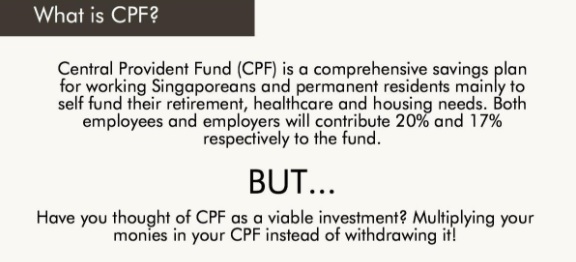 What is CPF?
Central Provident Fund (CPF) is a comprehensive savings plan
for working Singaporeans and permanent residents mainly to
self fund their retirement, healthcare and housing needs. Both
employees and employers will contribute 20% and 17%
respectively to the fund.
BUT...
Have you thought of CPF as a viable investment? Multiplying your
monies in your CPF instead of withdrawing it!